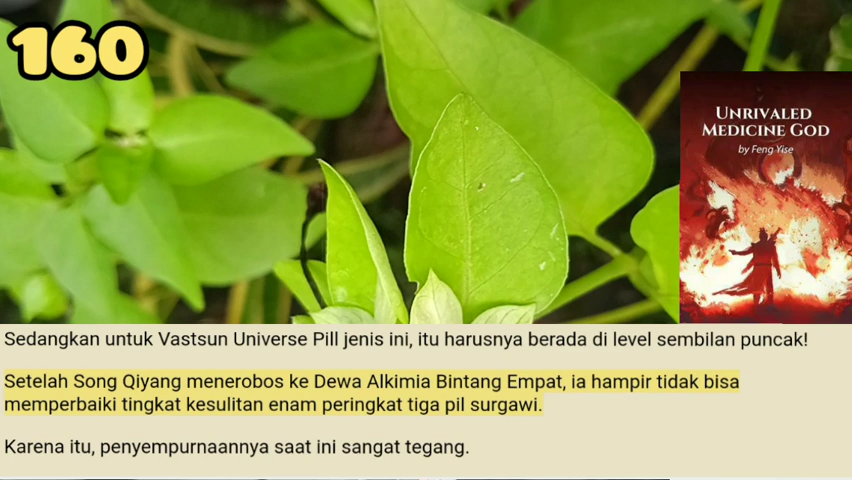 160
UNRIVALED
MEDICINE GOD
by Feng Yise
Sedangkan untuk Vastsun Universe Pill jenis ini, itu harusnya berada di level sembilan puncak!
Setelah Song Qiyang menerobos ke Dewa Alkimia Bintang Empat, ia hampir tidak bisa
memperbaiki tingkat kesulitan enam peringkat tiga pil surgawi.
Karena itu, penyempurnaannya saat ini sangat tegang.